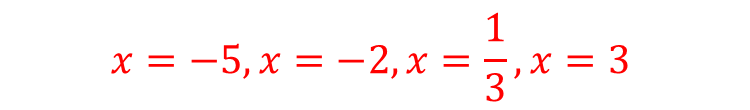 x = −5, x = −2, x = 1/3, x = 3